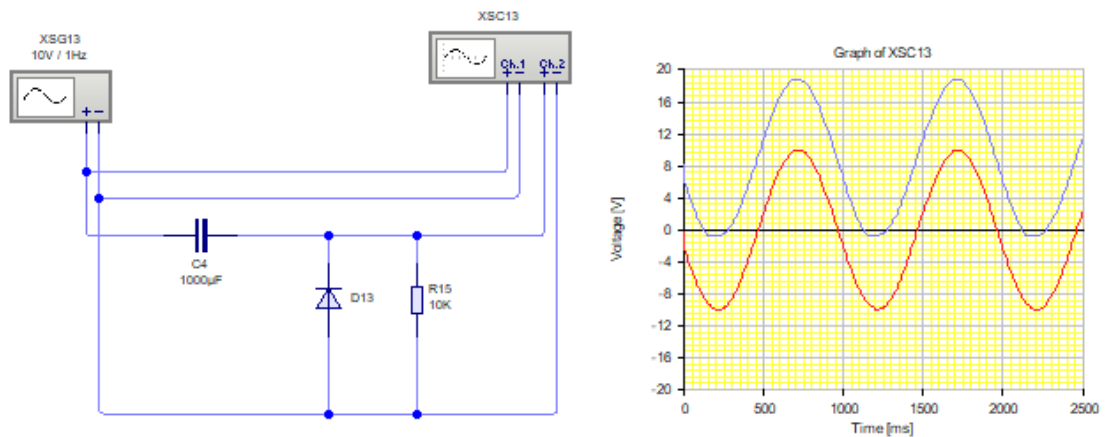 XSG13
10V / 1Hz
+ -
XSC13
Ch.1 Ch.2
+ - + -
C4
1000µF
D13
R15
10K
Graph of XSC13
Voltage [V]
20
16
12
8
4
0
-4
-8
-12
-16
-20
0 500 1000 1500 2000 2500
Time [ms]